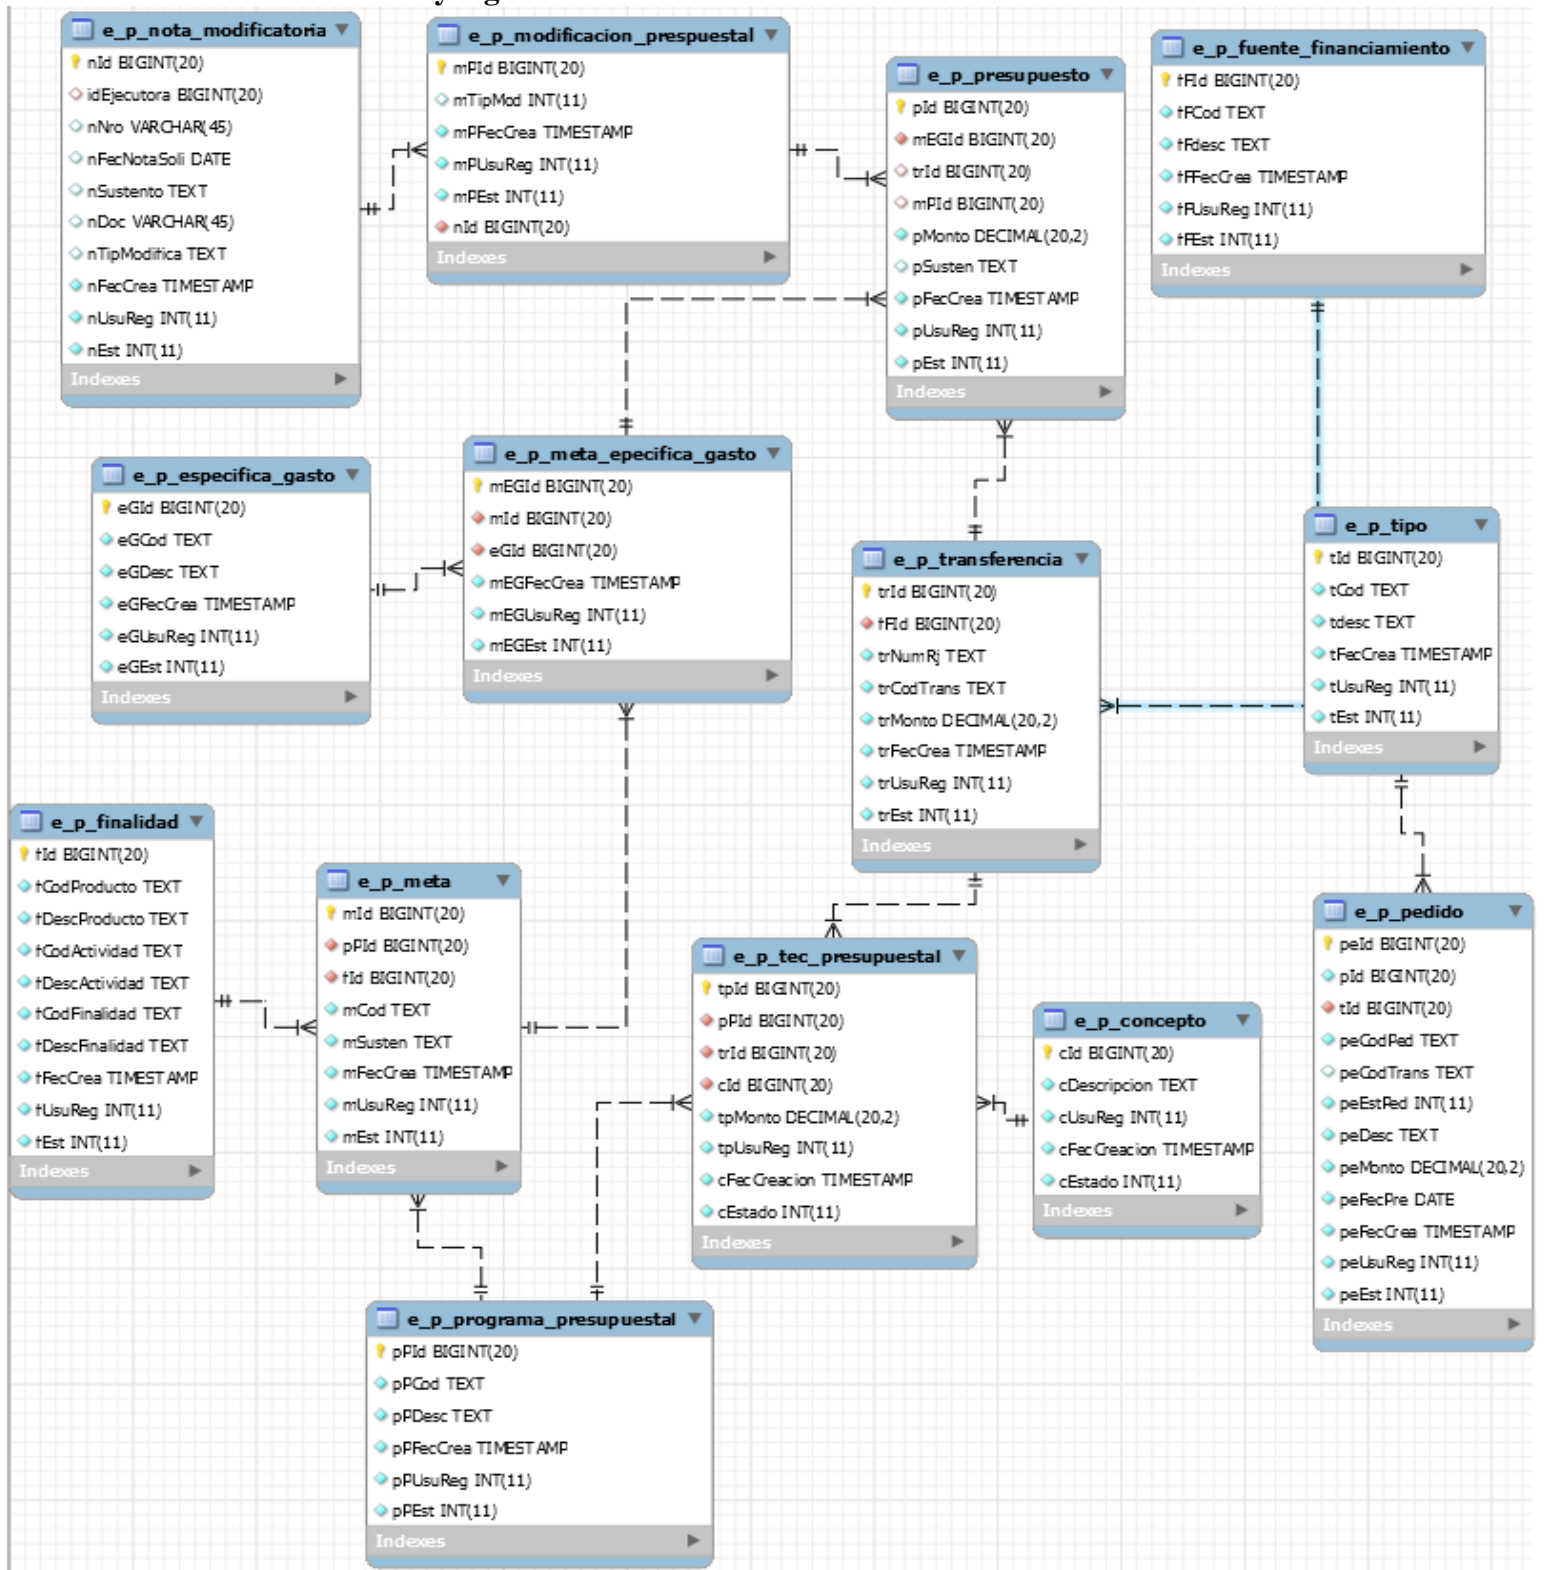 e_p_nota_modificatoria
nId BIGINT(20)
idEjecutora BIGINT(20)
nNro VARCHAR(45)
nFecNotaSoli DATE
nSustento TEXT
nDoc VARCHAR(45)
nTipModifica TEXT
nFecCrea TIMESTAMP
nUsuReg INT(11)
nEst INT(11)
Indexes
e_p_modificacion_prespuestal
mPId BIGINT(20)
mTipMod INT(11)
mPFecCrea TIMESTAMP
mPUsuReg INT(11)
mPEst INT(11)
nId BIGINT(20)
Indexes
e_p_presupuesto
pId BIGINT(20)
mEGId BIGINT(20)
trId BIGINT(20)
mPId BIGINT(20)
pMonto DECIMAL(20,2)
pSusten TEXT
pFecCrea TIMESTAMP
pUsuReg INT(11)
pEst INT(11)
Indexes
e_p_fuente_financiamiento
fFId BIGINT(20)
fFCod TEXT
fFdesc TEXT
fFFecCrea TIMESTAMP
fFUsuReg INT(11)
fFEst INT(11)
Indexes
e_p_especifica_gasto
eGId BIGINT(20)
eGCod TEXT
eGDesc TEXT
eGFecCrea TIMESTAMP
eGUsuReg INT(11)
eGEst INT(11)
Indexes
e_p_meta_epecifica_gasto
mEGId BIGINT(20)
mId BIGINT(20)
eGId BIGINT(20)
mEGFecCrea TIMESTAMP
mEGUsuReg INT(11)
mEGEst INT(11)
Indexes
e_p_transferencia
trId BIGINT(20)
fFId BIGINT(20)
trNumRj TEXT
trCodTrans TEXT
trMonto DECIMAL(20,2)
trFecCrea TIMESTAMP
trUsuReg INT(11)
trEst INT(11)
Indexes
e_p_tipo
tId BIGINT(20)
tCod TEXT
tdesc TEXT
tFecCrea TIMESTAMP
tUsuReg INT(11)
tEst INT(11)
Indexes
e_p_finalidad
fId BIGINT(20)
fCodProducto TEXT
fDescProducto TEXT
fCodActividad TEXT
fDescActividad TEXT
fCodFinalidad TEXT
fDescFinalidad TEXT
fFecCrea TIMESTAMP
fUsuReg INT(11)
fEst INT(11)
Indexes
e_p_meta
mId BIGINT(20)
pPId BIGINT(20)
fId BIGINT(20)
mCod TEXT
mSusten TEXT
mFecCrea TIMESTAMP
mUsuReg INT(11)
mEst INT(11)
Indexes
e_p_tec_presupuestal
tpId BIGINT(20)
pPId BIGINT(20)
trId BIGINT(20)
cId BIGINT(20)
tpMonto DECIMAL(20,2)
tpUsuReg INT(11)
cFecCreacion TIMESTAMP
cEstado INT(11)
Indexes
e_p_concepto
cId BIGINT(20)
cDescripcion TEXT
cUsuReg INT(11)
cFecCreacion TIMESTAMP
cEstado INT(11)
Indexes
e_p_pedido
peId BIGINT(20)
pId BIGINT(20)
tId BIGINT(20)
peCodPed TEXT
peCodTrans TEXT
peEstPed INT(11)
peDesc TEXT
peMonto DECIMAL(20,2)
peFecPre DATE
peFecCrea TIMESTAMP
peUsuReg INT(11)
peEst INT(11)
Indexes
e_p_programa_presupuestal
pPId BIGINT(20)
pPCod TEXT
pPDesc TEXT
pPFecCrea TIMESTAMP
pPUsuReg INT(11)
pPEst INT(11)
Indexes